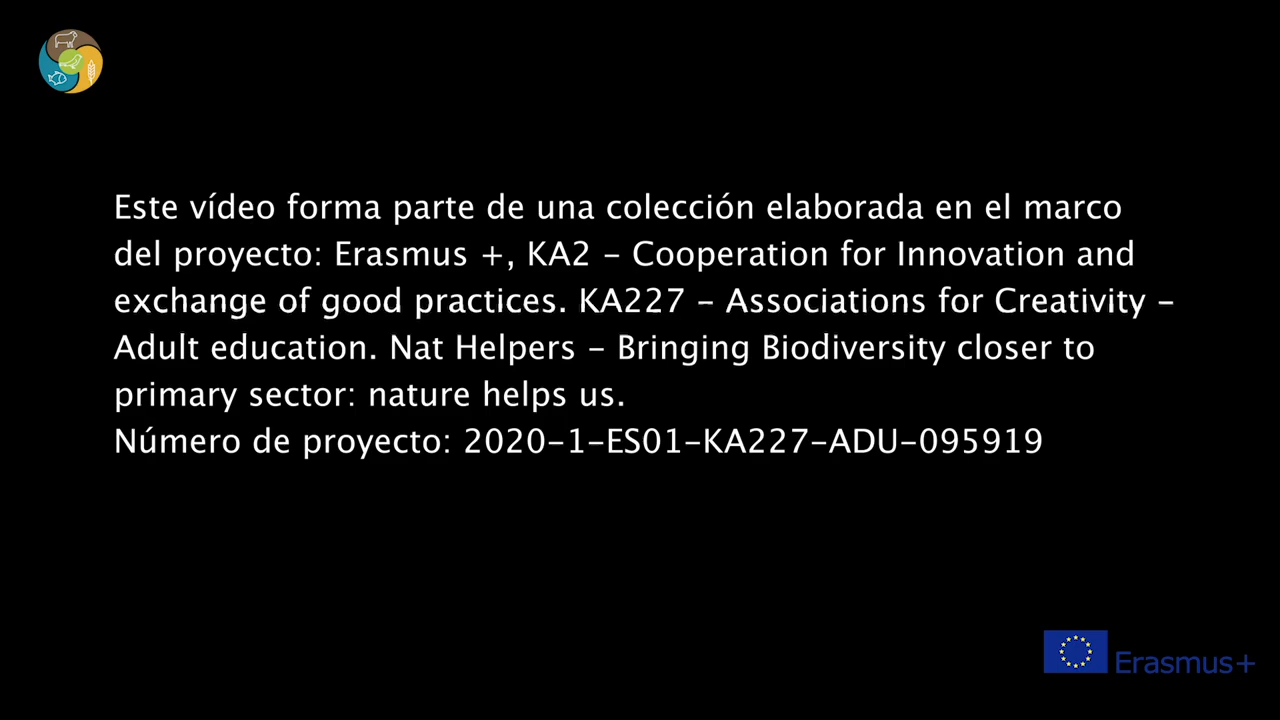 Este vídeo forma parte de una colección elaborada en el marco
del proyecto: Erasmus +, KA2 – Cooperation for Innovation and
exchange of good practices. KA227 – Associations for Creativity –
Adult education. Nat Helpers – Bringing Biodiversity closer to
primary sector: nature helps us.
Número de proyecto: 2020-1-ES01-KA227-ADU-095919
Erasmus+